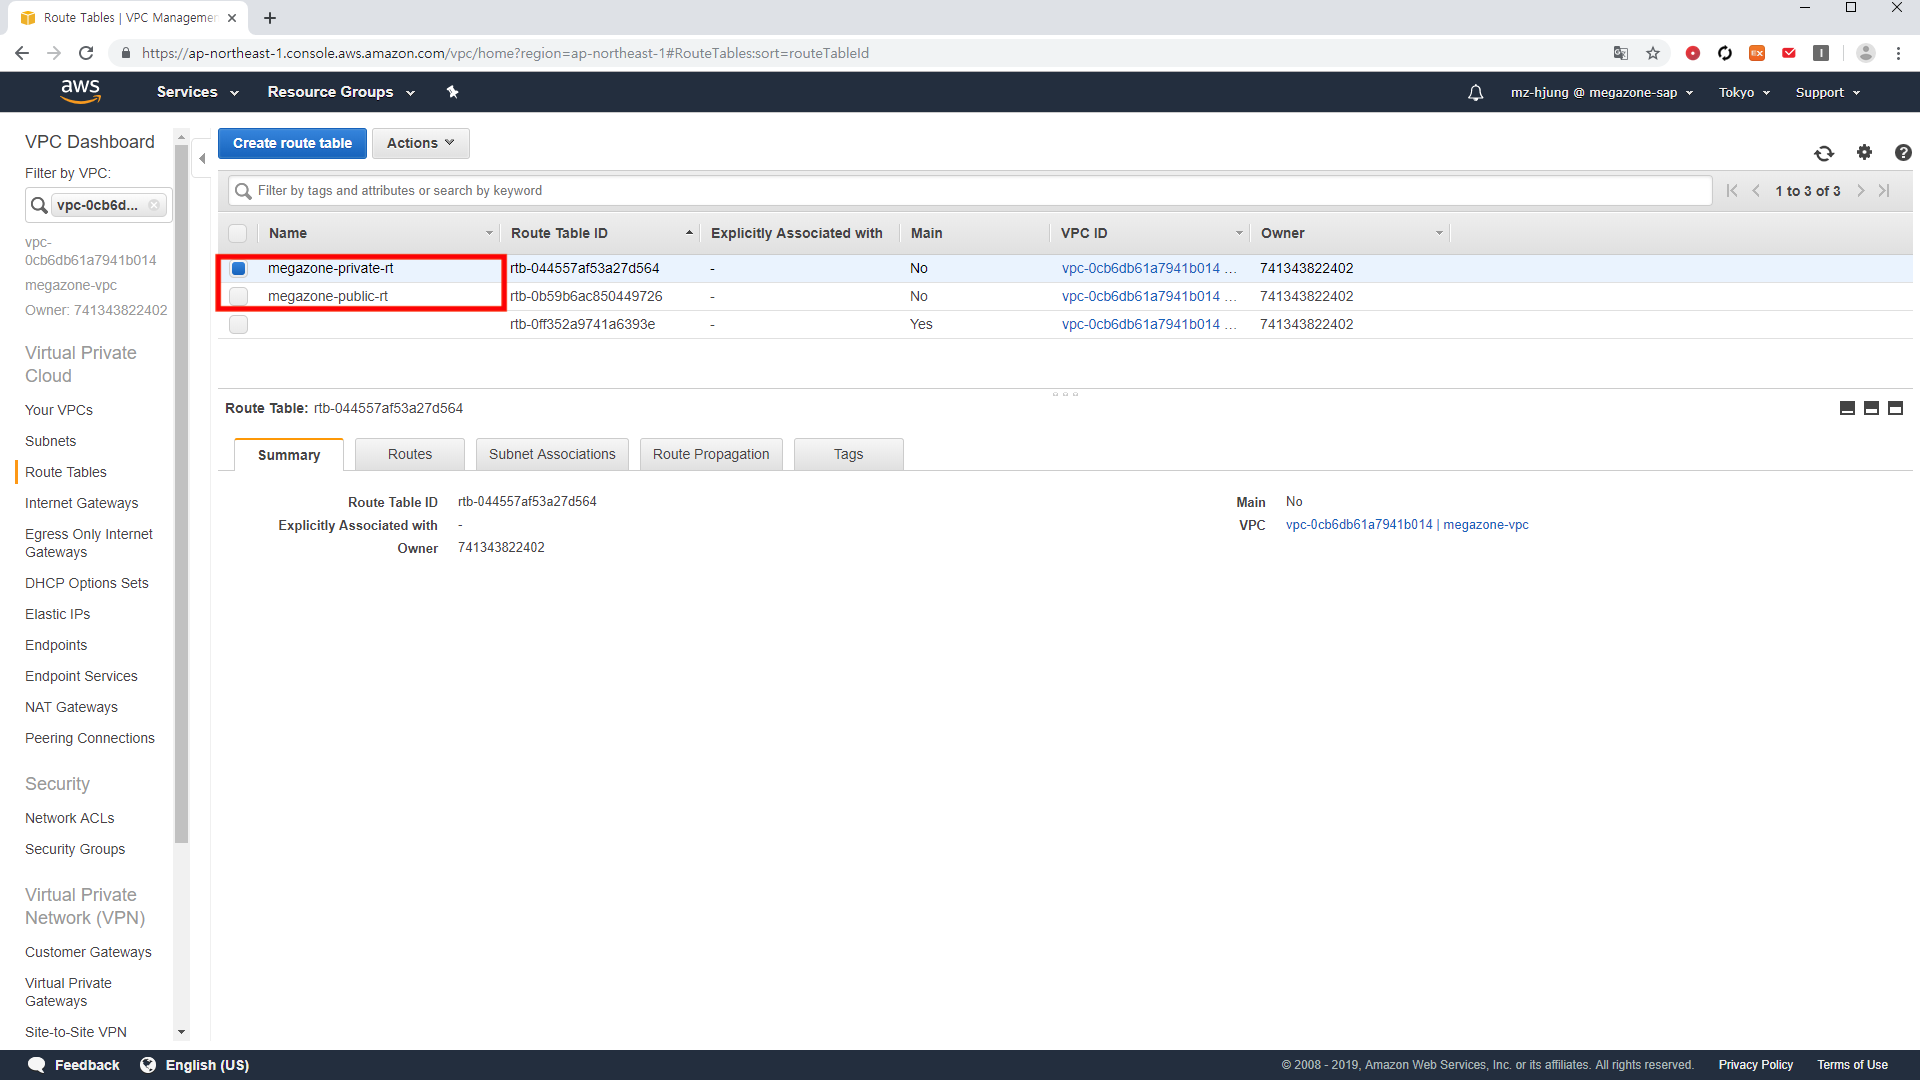 Route Tables | VPC Managemen
https://ap-northeast-1.console.aws.amazon.com/vpc/home?region=ap-northeast-1#RouteTables:sort=routeTableId
aws Services Resource Groups mz-hjung @ megazone-sap Tokyo Support
VPC Dashboard
Filter by VPC:
vpc-0cb6d...
vpc-
0cb6db61a7941b014
megazone-vpc
Owner: 741343822402
Virtual Private
Cloud
Your VPCs
Subnets
Route Tables
Internet Gateways
Egress Only Internet
Gateways
DHCP Options Sets
Elastic IPs
Endpoints
Endpoint Services
NAT Gateways
Peering Connections
Security
Network ACLs
Security Groups
Virtual Private
Network (VPN)
Customer Gateways
Virtual Private
Gateways
Site-to-Site VPN
Create route table Actions
Filter by tags and attributes or search by keyword 1 to 3 of 3
Name Route Table ID Explicitly Associated with Main VPC ID Owner
megazone-private-rt rtb-044557af53a27d564 - No vpc-0cb6db61a7941b014 ... 741343822402
megazone-public-rt rtb-0b59b6ac850449726 - No vpc-0cb6db61a7941b014 ... 741343822402
rtb-0ff352a9741a6393e - Yes vpc-0cb6db61a7941b014 ... 741343822402
Route Table: rtb-044557af53a27d564
Summary Routes Subnet Associations Route Propagation Tags
Route Table ID rtb-044557af53a27d564 Main No
Explicitly Associated with - VPC vpc-0cb6db61a7941b014 | megazone-vpc
Owner 741343822402
Feedback English (US) © 2008 - 2019, Amazon Web Services, Inc. or its affiliates. All rights reserved. Privacy Policy Terms of Use